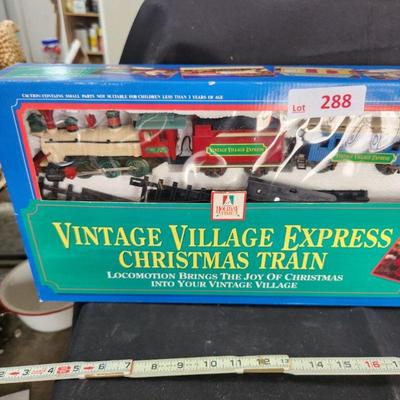 CAUTION: CONTAINS SMALL PARTS NOT SUITABLE FOR CHILDREN LESS THAN 3 YEARS OF AGE
Lot 288
VINTAGE VILLAGE EXPRESS
VINTAGE VILLAGE EXPRESS
HOLIDAY
VINTAGE VILLAGE EXPRESS
CHRISTMAS TRAIN
LOCOMOTION BRINGS THE JOY OF CHRISTMAS
INTO YOUR VINTAGE VILLAGE
2 3 4 5 6 7 8 9 10 11 12 13 14 15 16